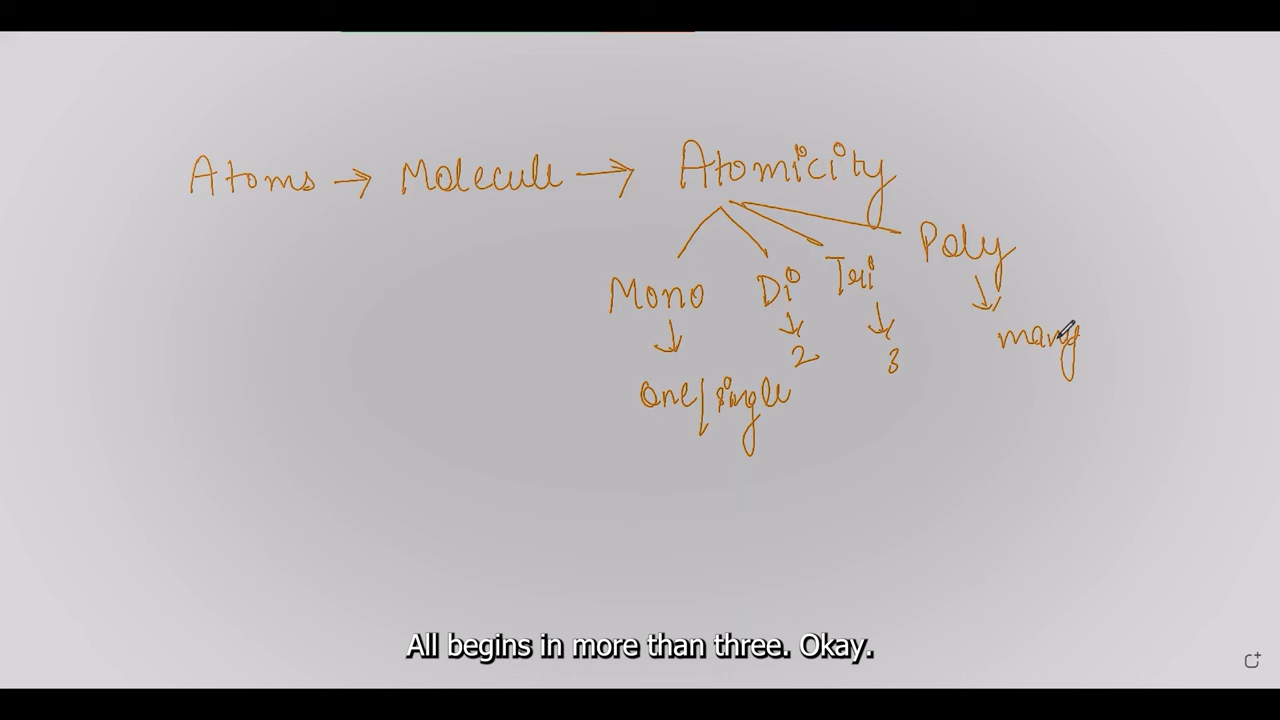 Atoms → Molecule → Atomicity
Mono Di Tri Poly
One/single 2 3 many
All begins in more than three. Okay.